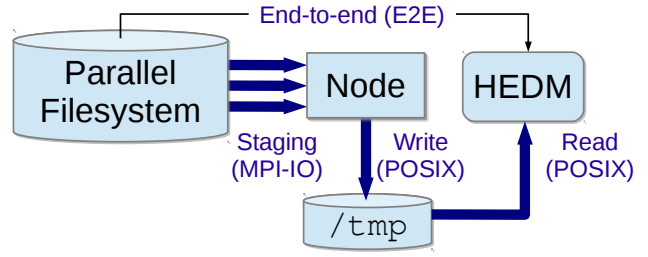 End-to-end (E2E)
Parallel
Filesystem
Node
HEDM
Staging
(MPI-IO)
Write
(POSIX)
Read
(POSIX)
/tmp